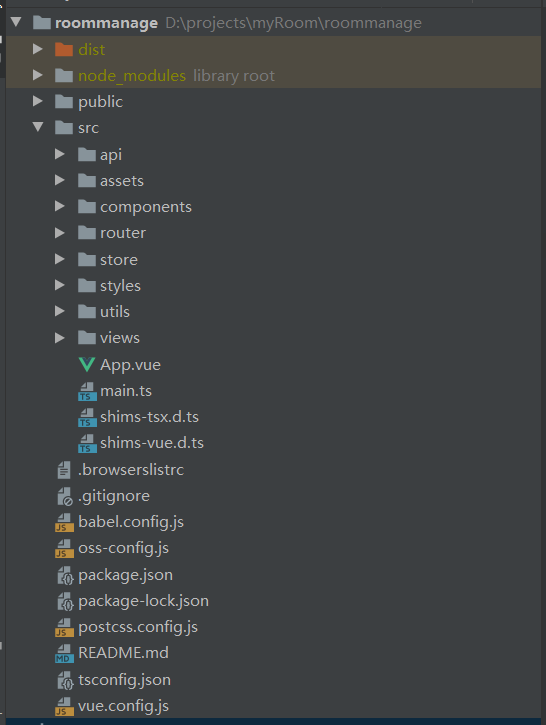 roommanage D:\projects\myRoom\roommanage
dist
node_modules library root
public
src
api
assets
components
router
store
styles
utils
views
App.vue
main.ts
shims-tsx.d.ts
shims-vue.d.ts
.browserslistrc
.gitignore
babel.config.js
oss-config.js
package.json
package-lock.json
postcss.config.js
README.md
tsconfig.json
vue.config.js